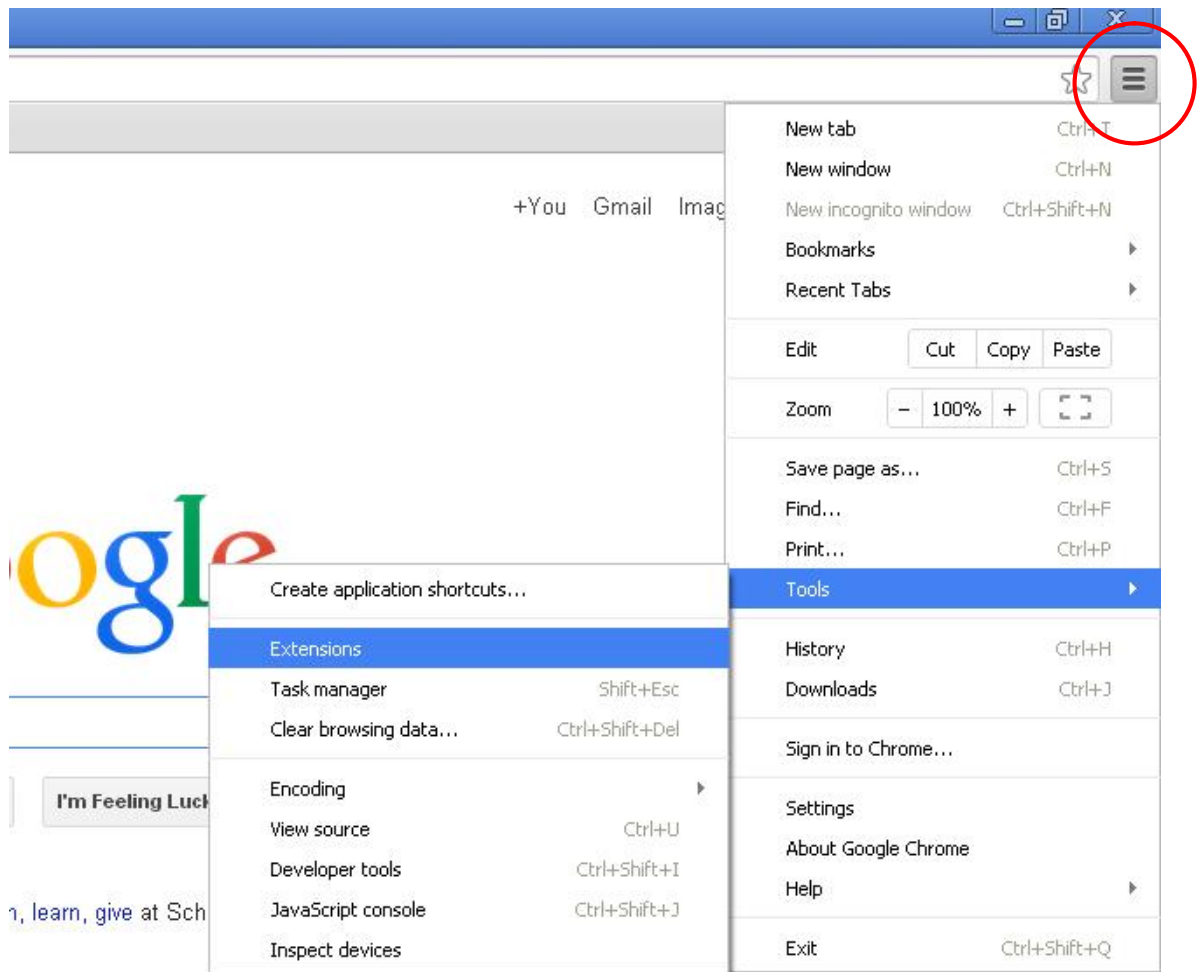 New tab Ctrl+T
New window Ctrl+N
+You Gmail Imag
New incognito window Ctrl+Shift+N
Bookmarks
Recent Tabs
Edit Cut Copy Paste
Zoom - 100% +
Save page as... Ctrl+S
Find... Ctrl+F
Print... Ctrl+P
Tools
History Ctrl+H
Downloads Ctrl+J
Sign in to Chrome...
Settings
About Google Chrome
Help
Exit Ctrl+Shift+Q
ogle
Create application shortcuts...
Extensions
Task manager Shift+Esc
Clear browsing data... Ctrl+Shift+Del
Encoding
View source Ctrl+U
Developer tools Ctrl+Shift+I
JavaScript console Ctrl+Shift+J
Inspect devices
I'm Feeling Luck
n, learn, give at Sch